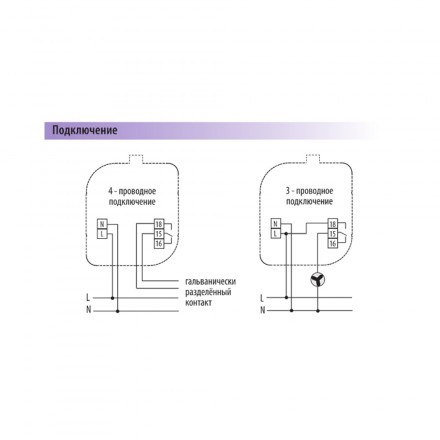 Подключение
4 - проводное
подключение
N
L
18
15
16
гальванически
разделённый
контакт
L
N
3 - проводное
подключение
N
L
18
15
16
L
N